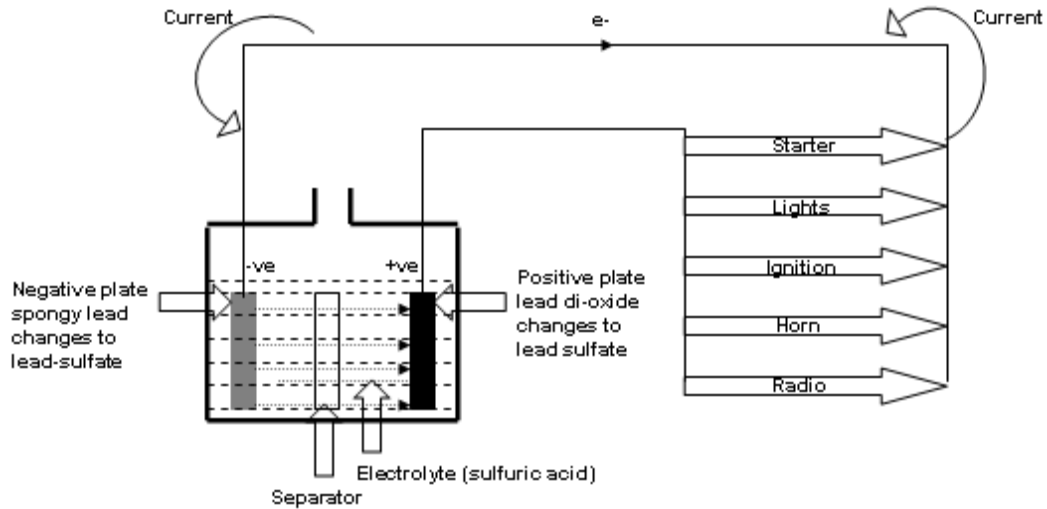 Current
e-
Current
Starter
Lights
Ignition
Horn
Radio
-ve
+ve
Negative plate
spongy lead
changes to
lead-sulfate
Positive plate
lead di-oxide
changes to
lead sulfate
Electrolyte (sulfuric acid)
Separator